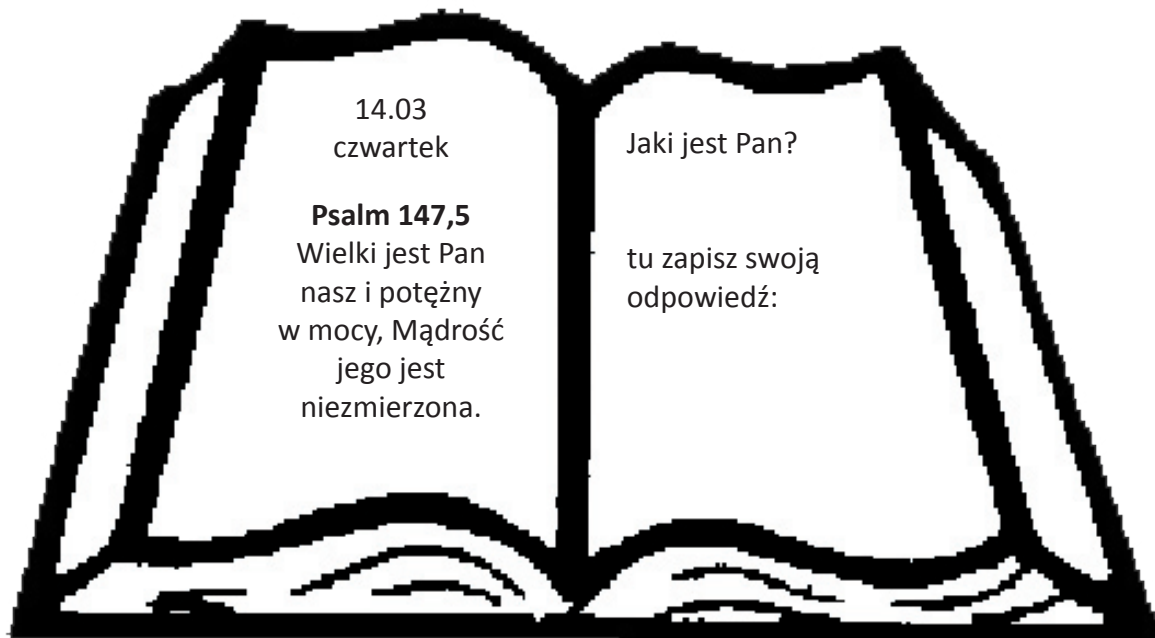 14.03
czwartek
Psalm 147,5
Wielki jest Pan
nasz i potężny
w mocy, Mądrość
jego jest
niezmierzona.
Jaki jest Pan?
tu zapisz swoją
odpowiedź: